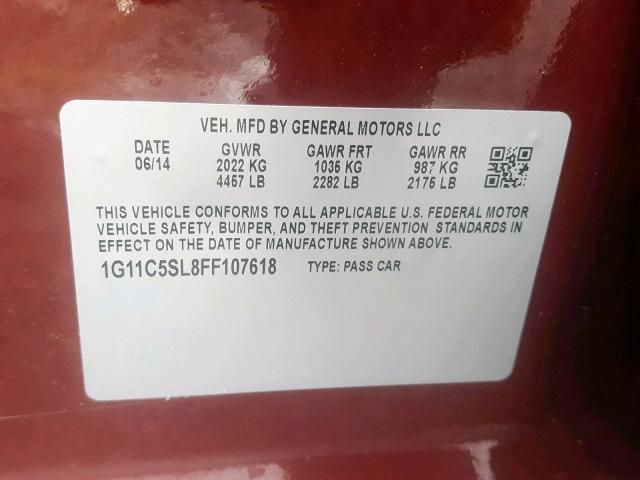 VEH. MFD BY GENERAL MOTORS LLC
DATE GVWR GAWR FRT GAWR RR
06/14 2022 KG 1035 KG 987 KG
4457 LB 2282 LB 2175 LB
THIS VEHICLE CONFORMS TO ALL APPLICABLE U.S. FEDERAL MOTOR
VEHICLE SAFETY, BUMPER, AND THEFT PREVENTION STANDARDS IN
EFFECT ON THE DATE OF MANUFACTURE SHOWN ABOVE.
1G11C5SL8FF107618 TYPE: PASS CAR